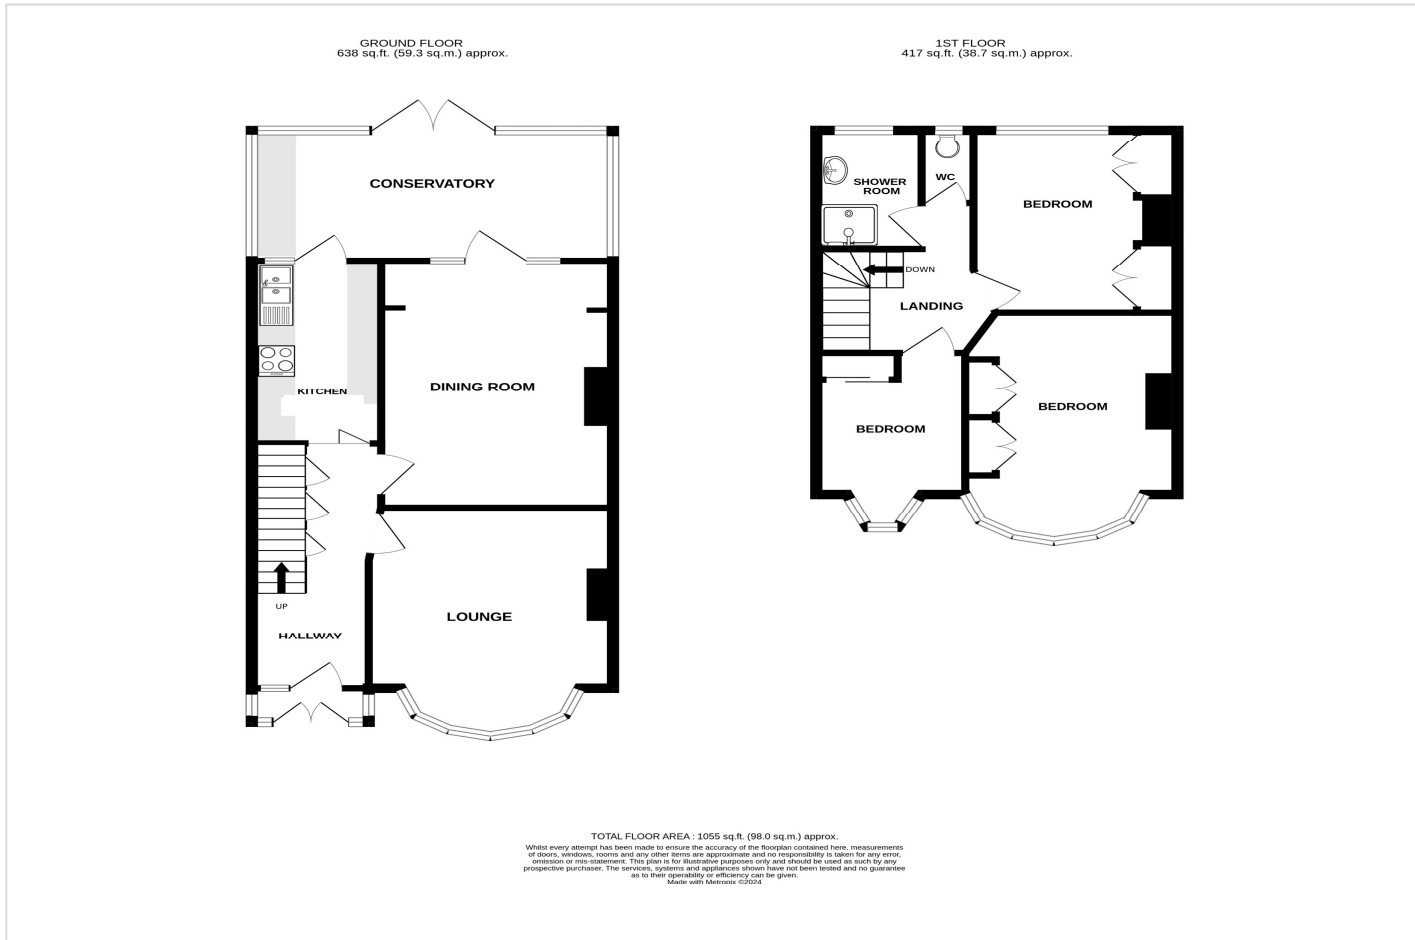 GROUND FLOOR
638 sq.ft. (59.3 sq.m.) approx.
1ST FLOOR
417 sq.ft. (38.7 sq.m.) approx.
CONSERVATORY
KITCHEN
DINING ROOM
LOUNGE
UP
HALLWAY
SHOWER
ROOM
WC
BEDROOM
DOWN
LANDING
BEDROOM
BEDROOM
TOTAL FLOOR AREA : 1055 sq.ft. (98.0 sq.m.) approx.
Whilst every attempt has been made to ensure the accuracy of the floorplan contained here, measurements
of doors, windows, rooms and any other items are approximate and no responsibility is taken for any error,
omission or mis-statement. This plan is for illustrative purposes only and should be used as such by any
prospective purchaser. The services, systems and appliances shown have not been tested and no guarantee
as to their operability or efficiency can be given.
Made with Metropix ©2024